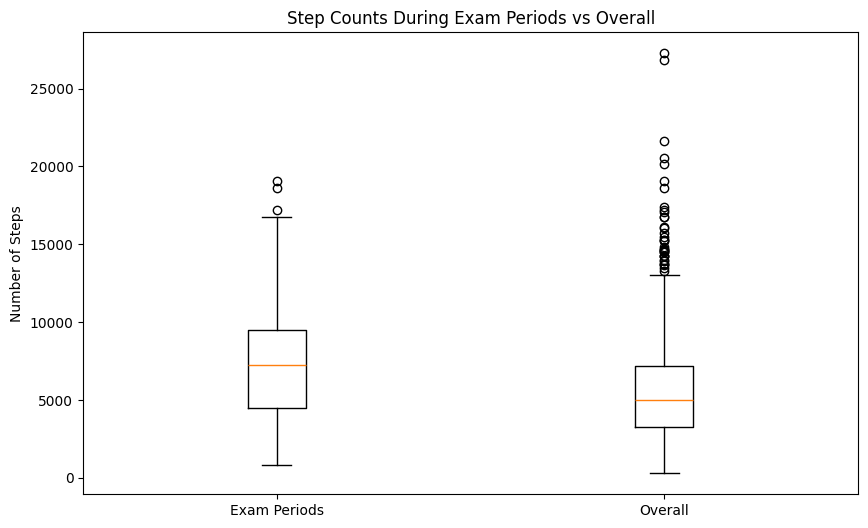 Step Counts During Exam Periods vs Overall
25000
20000
15000
10000
5000
0
Number of Steps
Exam Periods
Overall